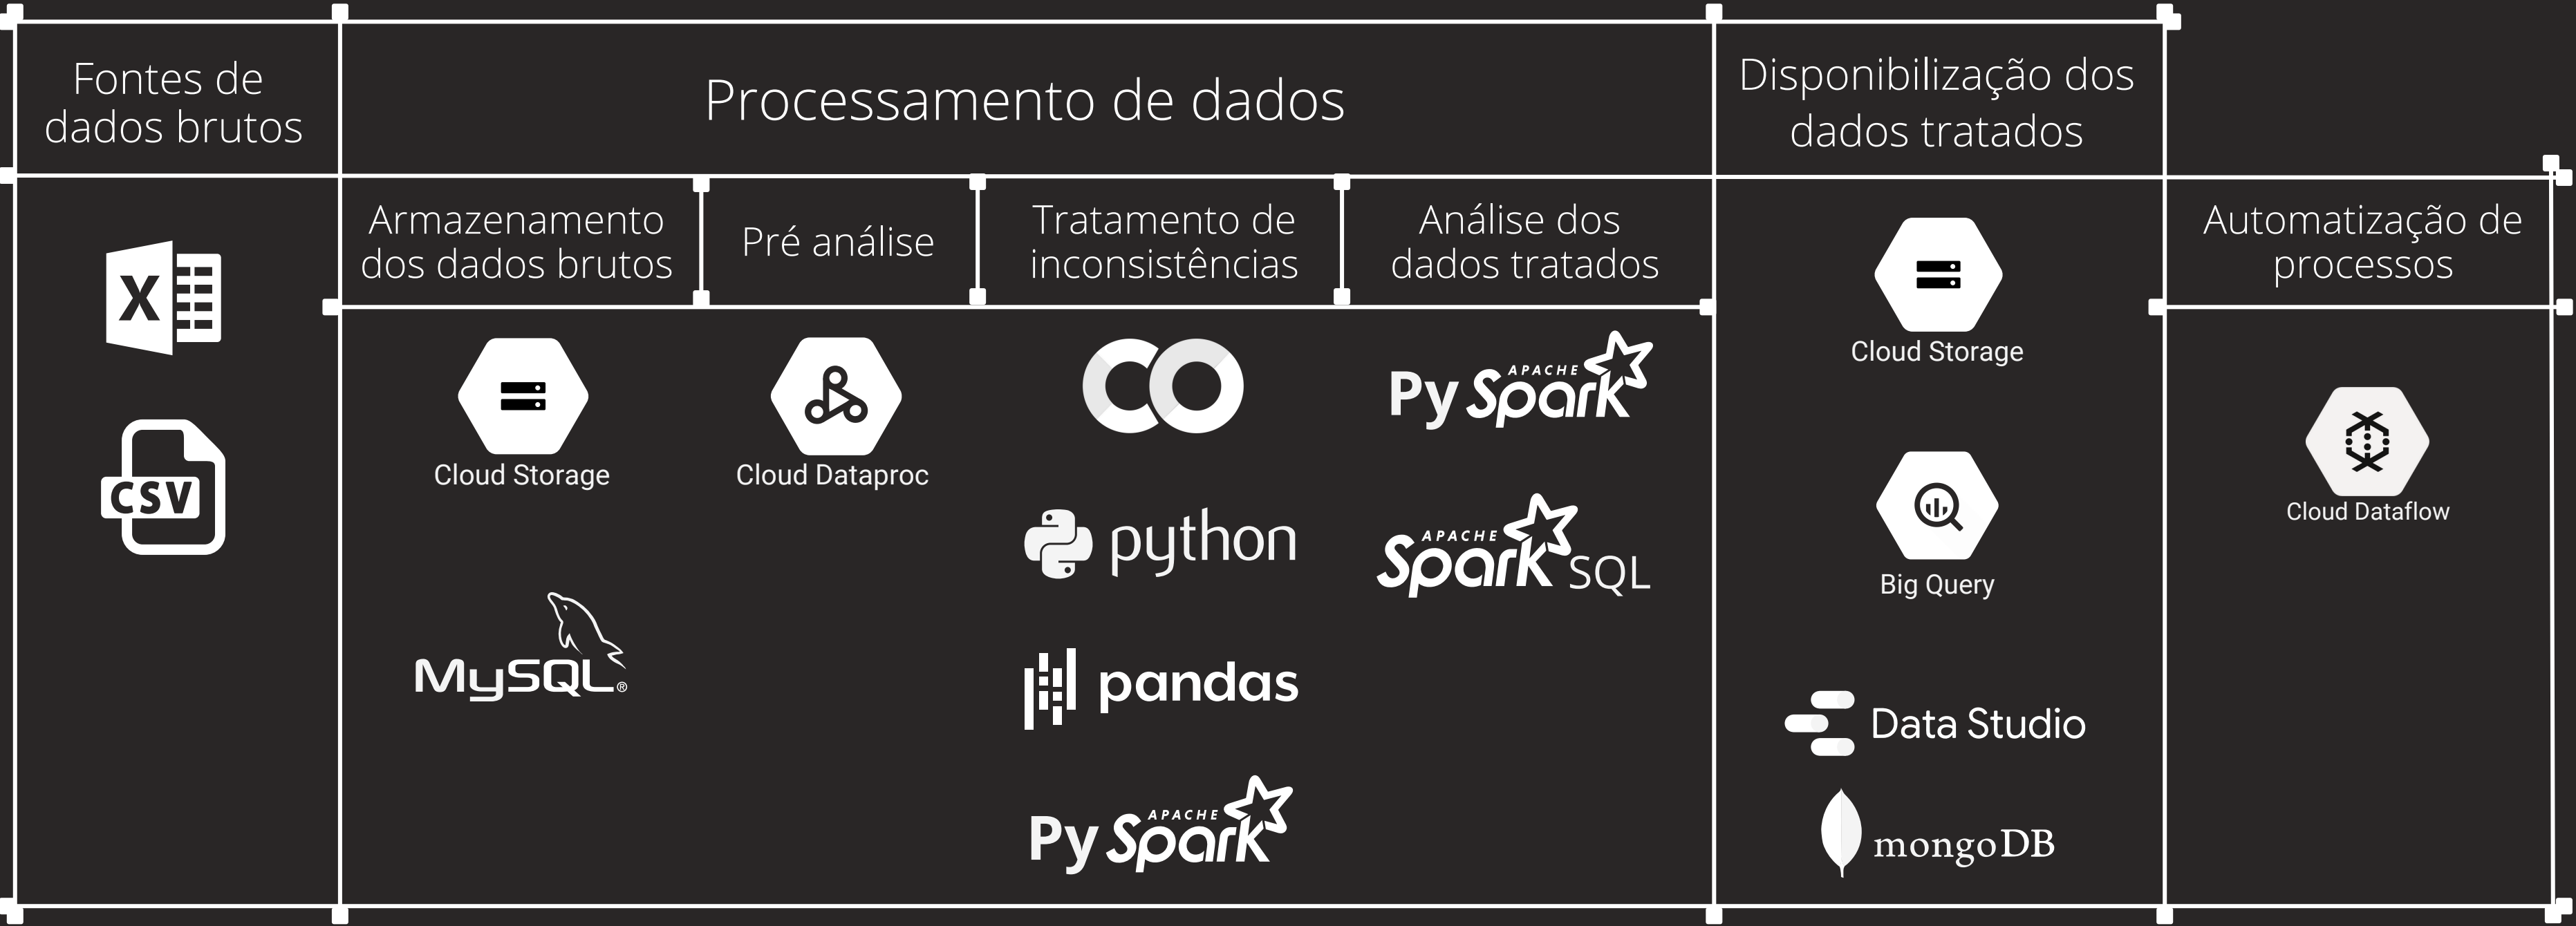 Fontes de
dados brutos
Processamento de dados
Disponibilização dos
dados tratados
Armazenamento
dos dados brutos
Pré análise
Tratamento de
inconsistências
Análise dos
dados tratados
Automatização de
processos
X
CSV
Cloud Storage
MySQL®
Cloud Dataproc
CO
python
pandas
Py APACHE Spark
Py APACHE Spark
APACHE Spark SQL
Cloud Storage
Big Query
Data Studio
mongoDB
Cloud Dataflow